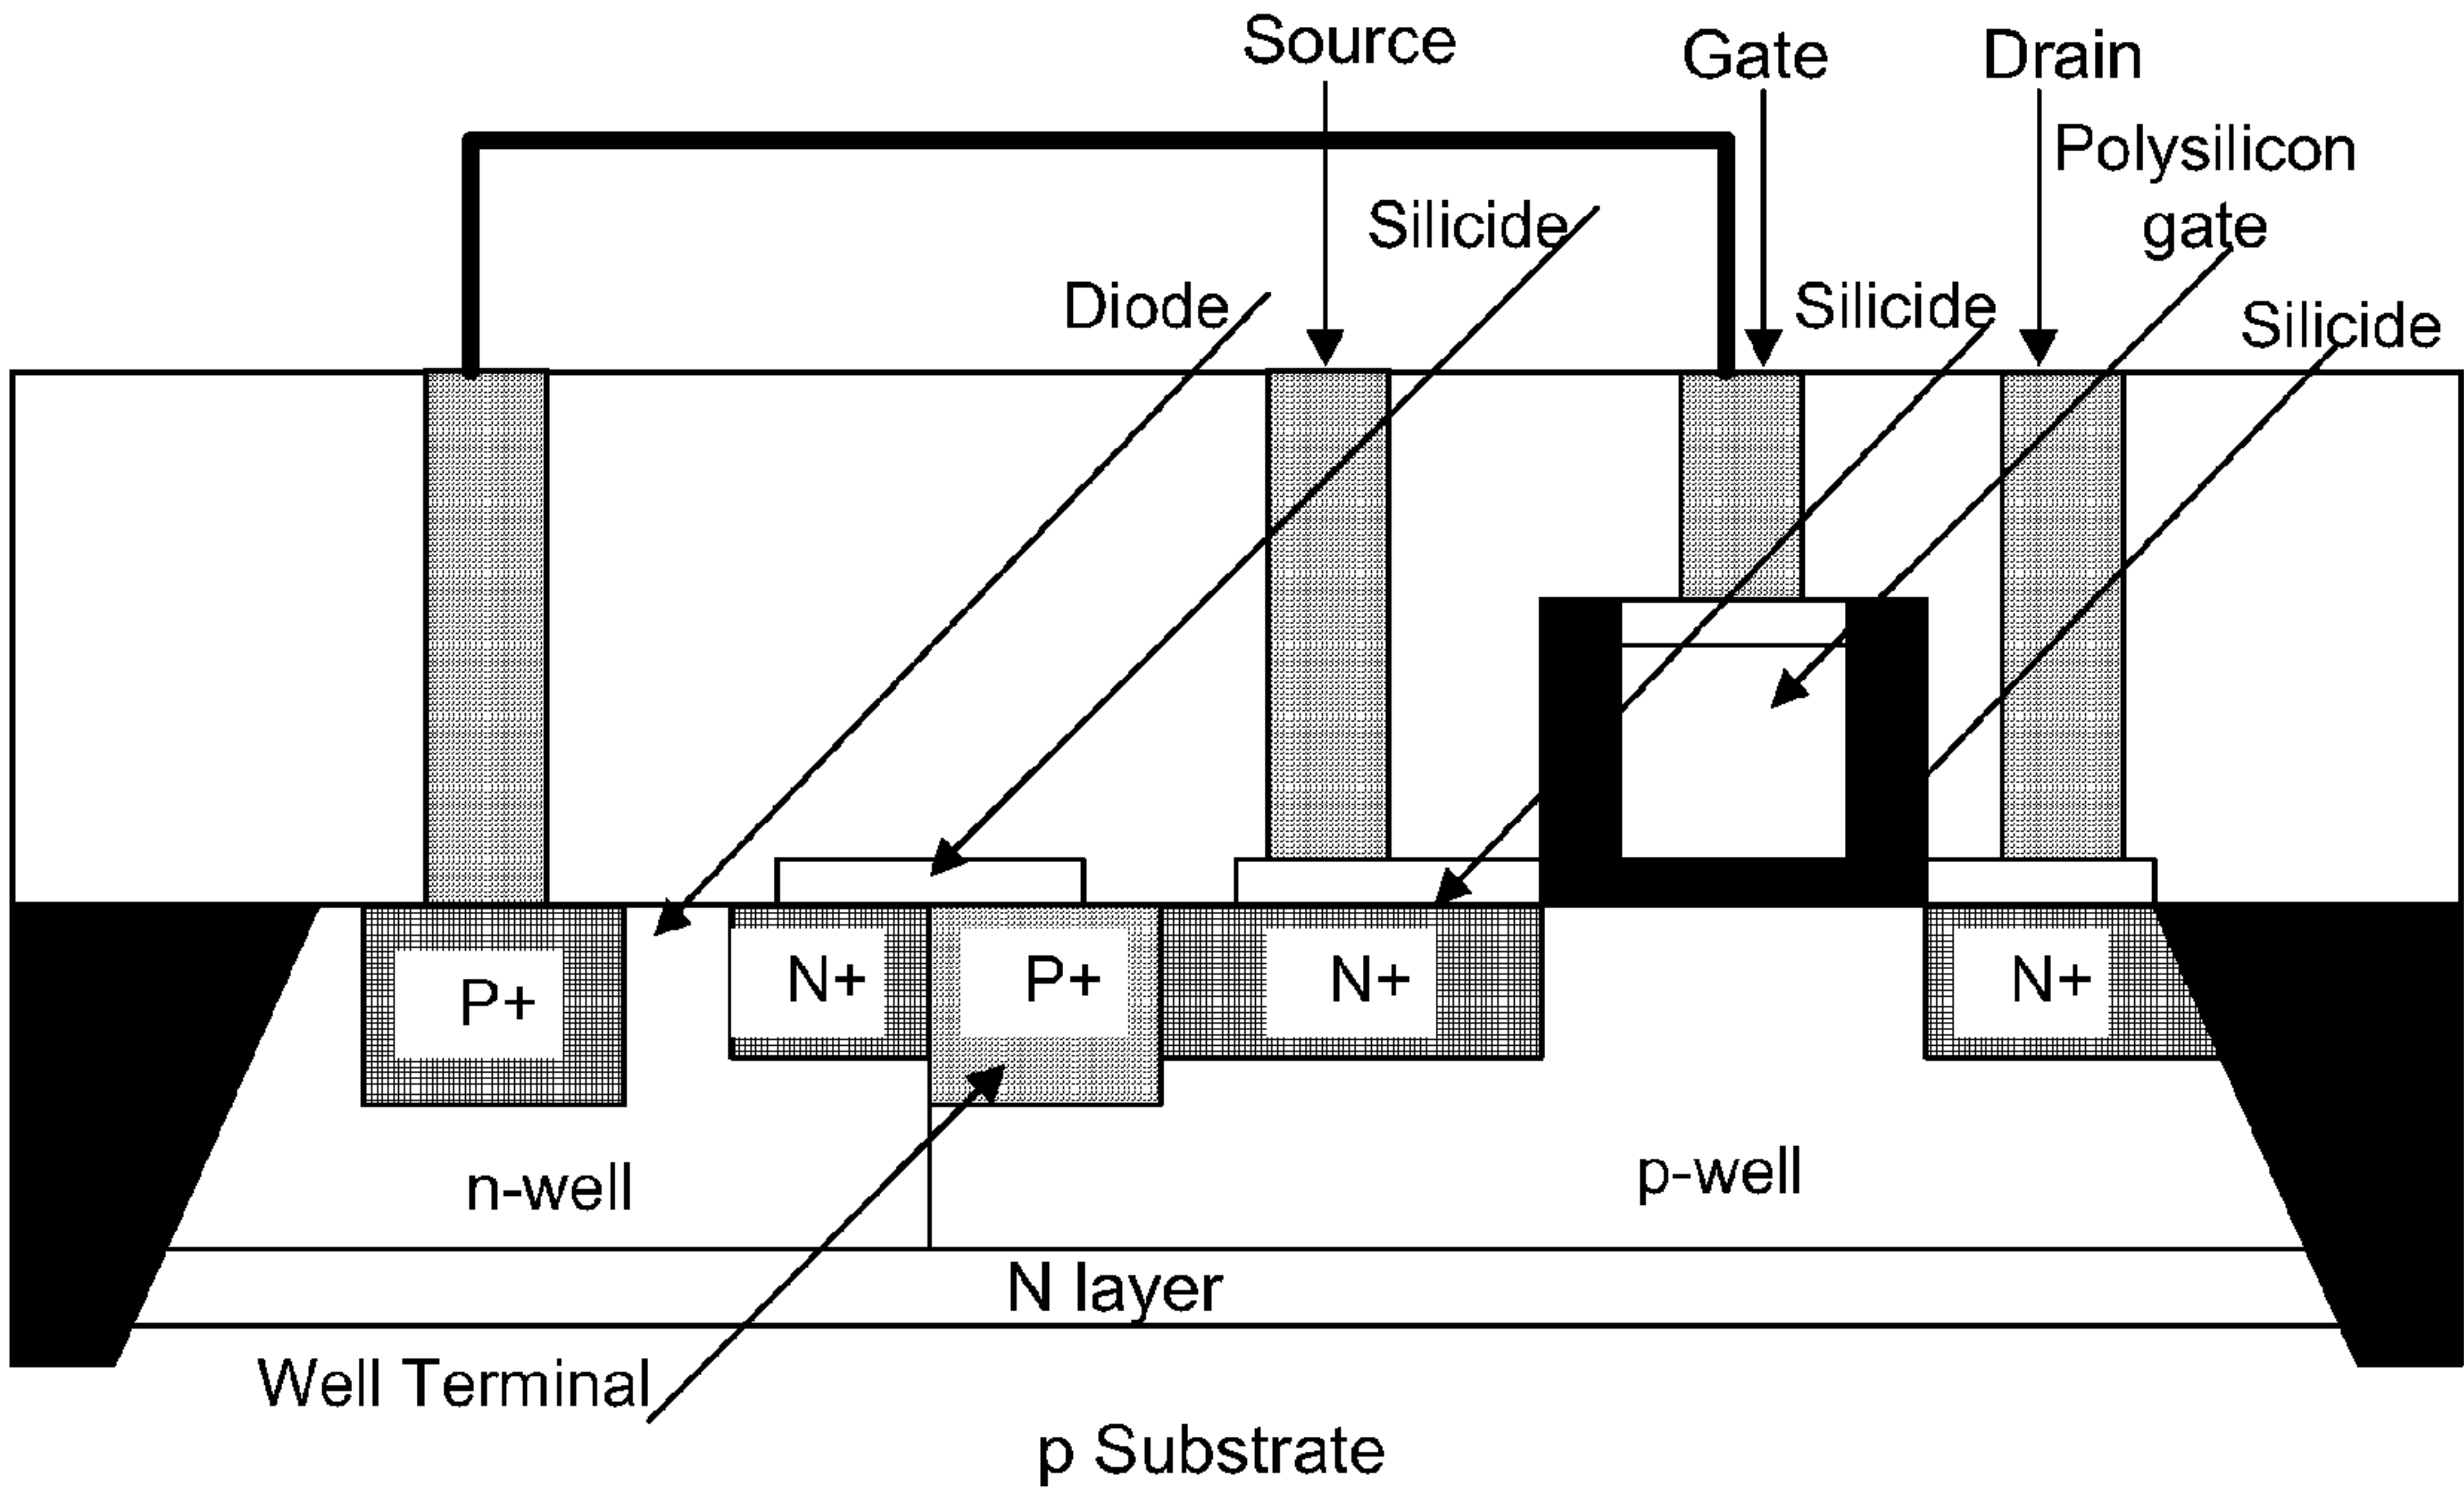 Source
Gate
Drain
Polysilicon
gate
Silicide
Diode
Silicide
Silicide
P+
N+
P+
N+
N+
n-well
p-well
N layer
Well Terminal
p Substrate